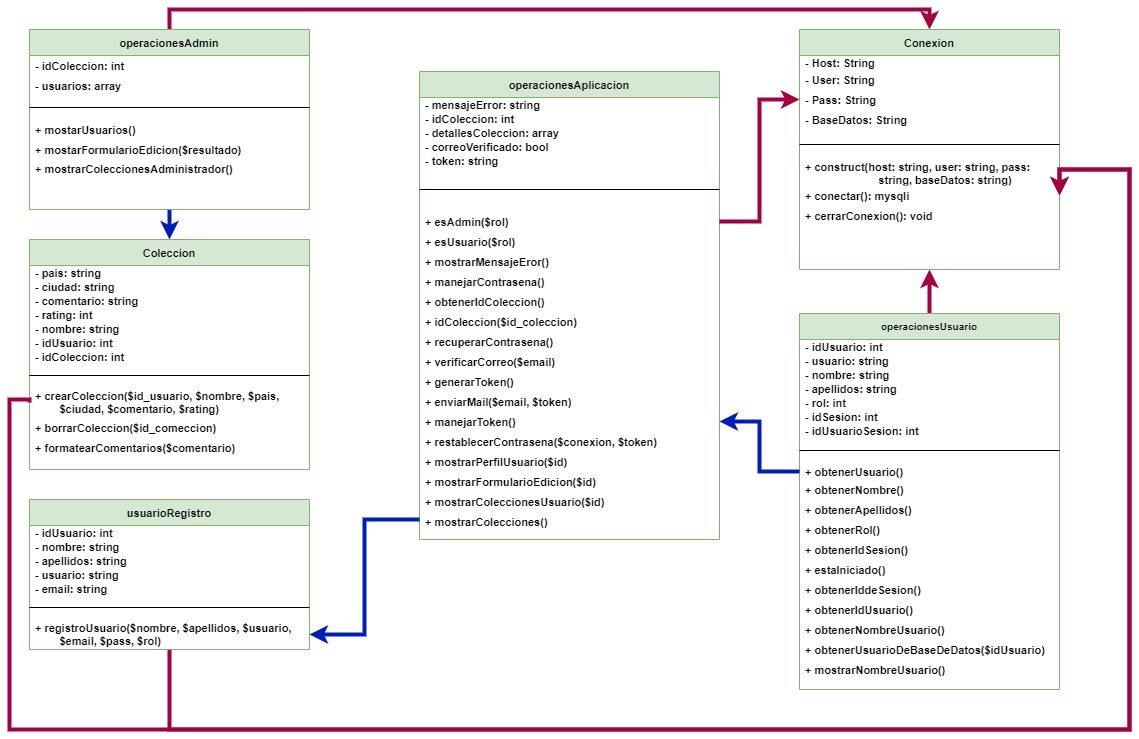 operacionesAdmin
- idColeccion: int
- usuarios: array
+ mostarUsuarios()
+ mostarFormularioEdicion($resultado)
+ mostrarColeccionesAdministrador()
Coleccion
- pais: string
- ciudad: string
- comentario: string
- rating: int
- nombre: string
- idUsuario: int
- idColeccion: int
+ crearColeccion($id_usuario, $nombre, $pais,
$ciudad, $comentario, $rating)
+ borrarColeccion($id_comeccion)
+ formatearComentarios($comentario)
usuarioRegistro
- idUsuario: int
- nombre: string
- apellidos: string
- usuario: string
- email: string
+ registroUsuario($nombre, $apellidos, $usuario,
$email, $pass, $rol)
operacionesAplicacion
- mensajeError: string
- idColeccion: int
- detallesColeccion: array
- correoVerificado: bool
- token: string
+ esAdmin($rol)
+ esUsuario($rol)
+ mostrarMensajeEror()
+ manejarContrasena()
+ obtenerIdColeccion()
+ idColeccion($id_coleccion)
+ recuperarContrasena()
+ verificarCorreo($email)
+ generarToken()
+ enviarMail($email, $token)
+ manejarToken()
+ restablecerContrasena($conexion, $token)
+ mostrarPerfilUsuario($id)
+ mostrarFormularioEdicion($id)
+ mostrarColeccionesUsuario($id)
+ mostrarColecciones()
Conexion
- Host: String
- User: String
- Pass: String
- BaseDatos: String
+ construct(host: string, user: string, pass:
string, baseDatos: string)
+ conectar(): mysqli
+ cerrarConexion(): void
operacionesUsuario
- idUsuario: int
- usuario: string
- nombre: string
- apellidos: string
- rol: int
- idSesion: int
- idUsuarioSesion: int
+ obtenerUsuario()
+ obtenerNombre()
+ obtenerApellidos()
+ obtenerRol()
+ obtenerIdSesion()
+ estaIniciado()
+ obtenerIddeSesion()
+ obtenerIdUsuario()
+ obtenerNombreUsuario()
+ obtenerUsuarioDeBaseDeDatos($idUsuario)
+ mostrarNombreUsuario()